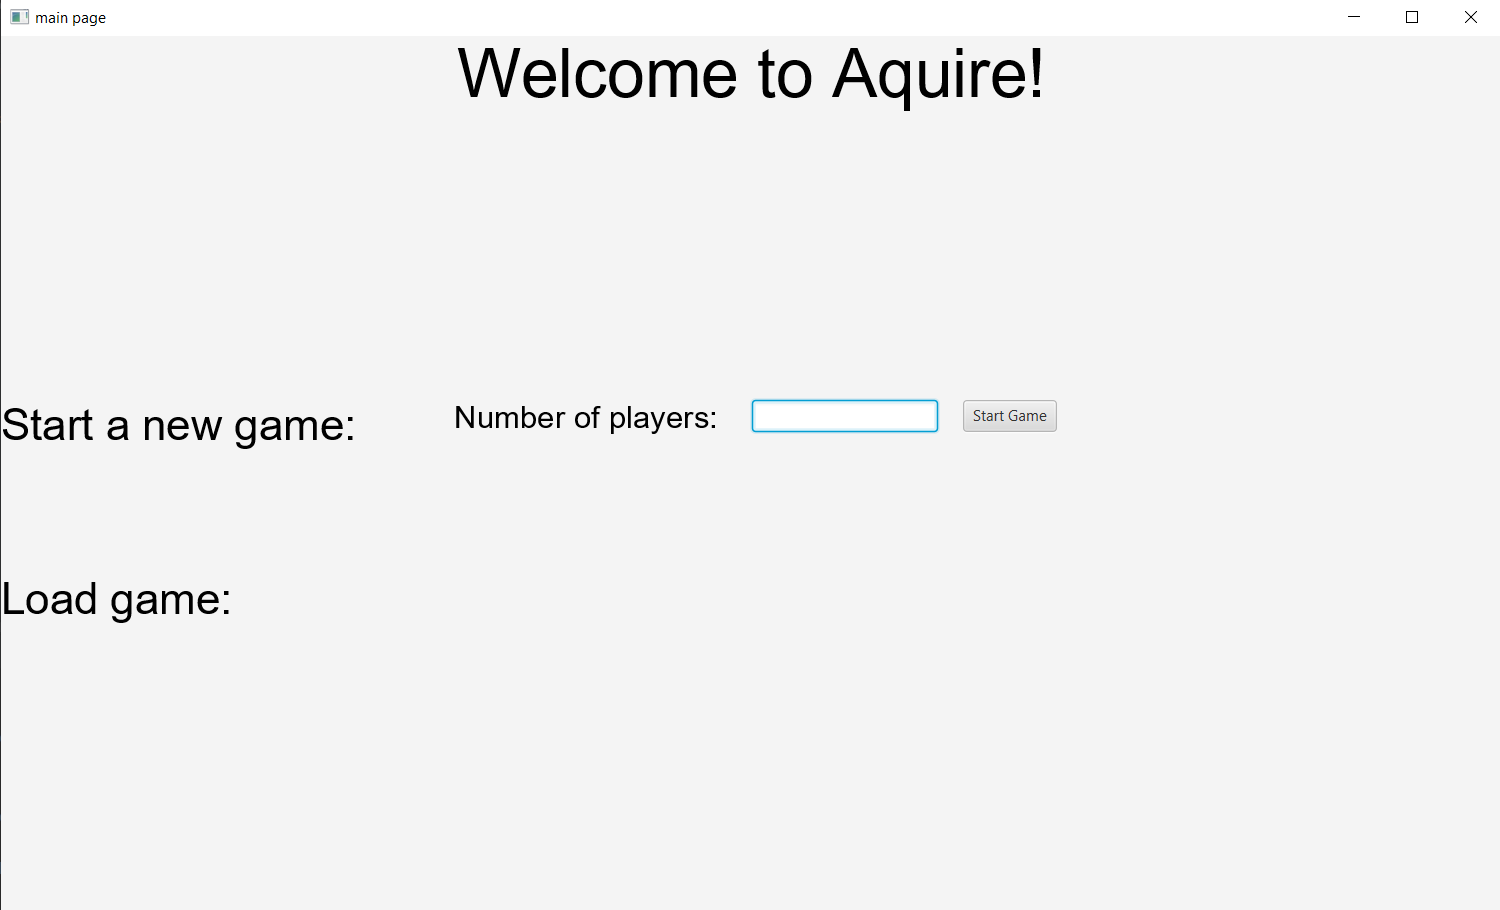 main page
Welcome to Aquire!
Start a new game:
Number of players:
Start Game
Load game: